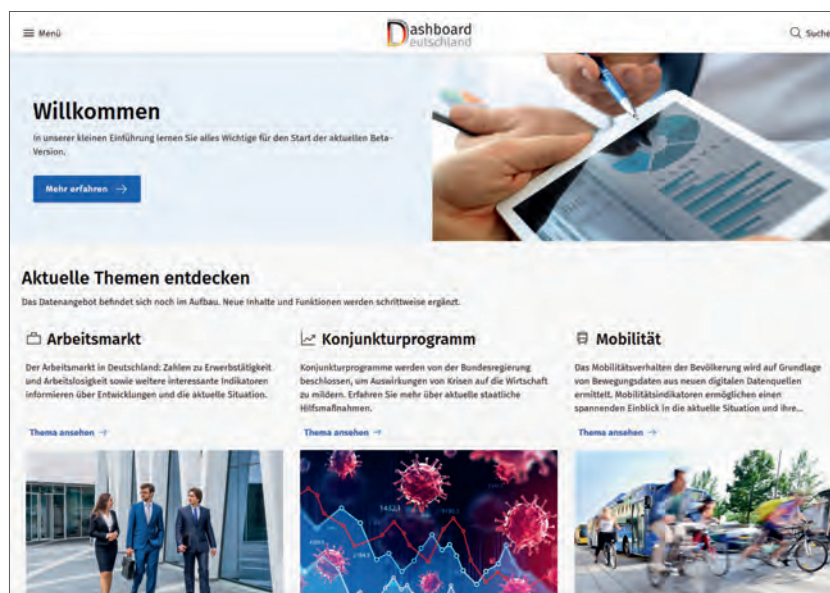 Menü
Dashboard
Deutschland
Suche
Willkommen
In unserer kleinen Einführung lernen Sie alles Wichtige für den Start der aktuellen Beta-
Version.
Mehr erfahren →
Aktuelle Themen entdecken
Das Datenangebot befindet sich noch im Aufbau. Neue Inhalte und Funktionen werden schrittweise ergänzt.
Arbeitsmarkt
Der Arbeitsmarkt in Deutschland: Zahlen zu Erwerbstätigkeit
und Arbeitslosigkeit sowie weitere interessante Indikatoren
informieren über Entwicklungen und die aktuelle Situation.
Thema ansehen →
Konjunkturprogramm
Konjunkturprogramme werden von der Bundesregierung
beschlossen, um Auswirkungen von Krisen auf die Wirtschaft
zu mildern. Erfahren Sie mehr über aktuelle staatliche
Hilfsmaßnahmen.
Thema ansehen →
Mobilität
Das Mobilitätsverhalten der Bevölkerung wird auf Grundlage
von Bewegungsdaten aus neuen digitalen Datenquellen
ermittelt. Mobilitätsindikatoren ermöglichen einen
spannenden Einblick in die aktuelle Situation und ihre...
Thema ansehen →